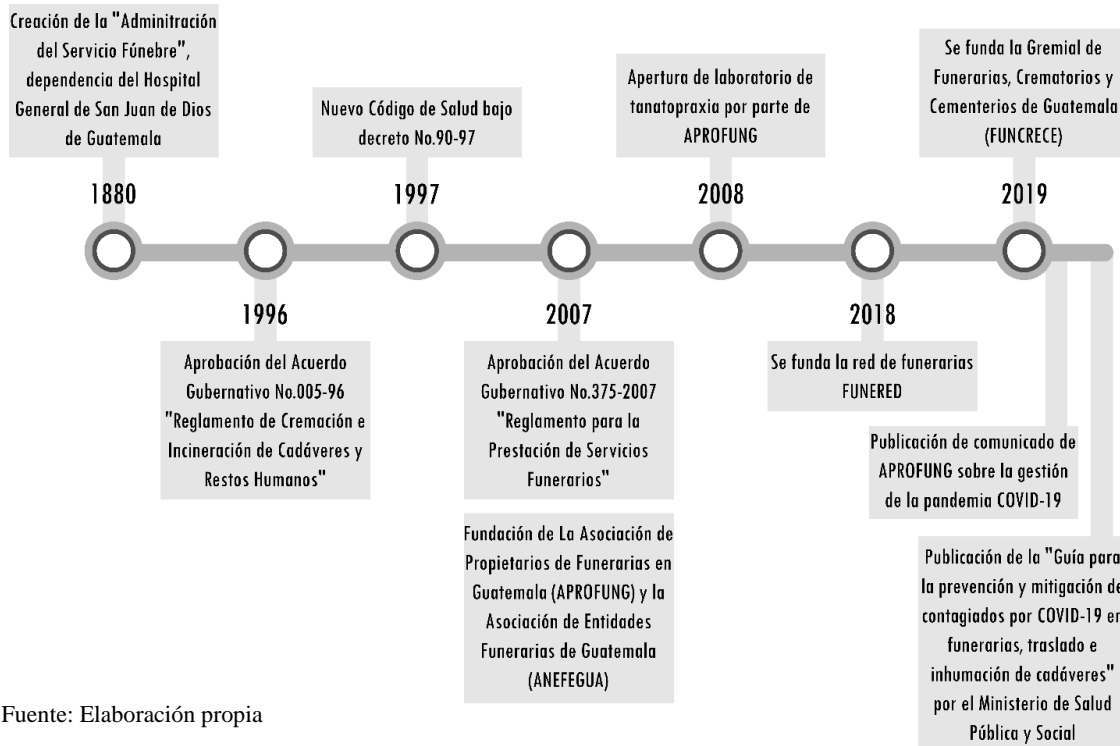 Creación de la "Adminitración
del Servicio Fúnebre",
dependencia del Hospital
General de San Juan de Dios
de Guatemala
1880
1996
Aprobación del Acuerdo
Gubernativo No.005-96
"Reglamento de Cremación e
Incineración de Cadáveres y
Restos Humanos"
Nuevo Código de Salud bajo
decreto No.90-97
1997
2007
Aprobación del Acuerdo
Gubernativo No.375-2007
"Reglamento para la
Prestación de Servicios
Funerarios"
Fundación de La Asociación de
Propietarios de Funerarias en
Guatemala (APROFUNG) y la
Asociación de Entidades
Funerarias de Guatemala
(ANEFEGUA)
Apertura de laboratorio de
tanatopraxia por parte de
APROFUNG
2008
2018
Se funda la red de funerarias
FUNERED
Se funda la Gremial de
Funerarias, Crematorios y
Cementerios de Guatemala
(FUNCRECE)
2019
Publicación de comunicado de
APROFUNG sobre la gestión
de la pandemia COVID-19
Publicación de la "Guía para
la prevención y mitigación de
contagiados por COVID-19 en
funerarias, traslado e
inhumación de cadáveres"
por el Ministerio de Salud
Pública y Social
Fuente: Elaboración propia